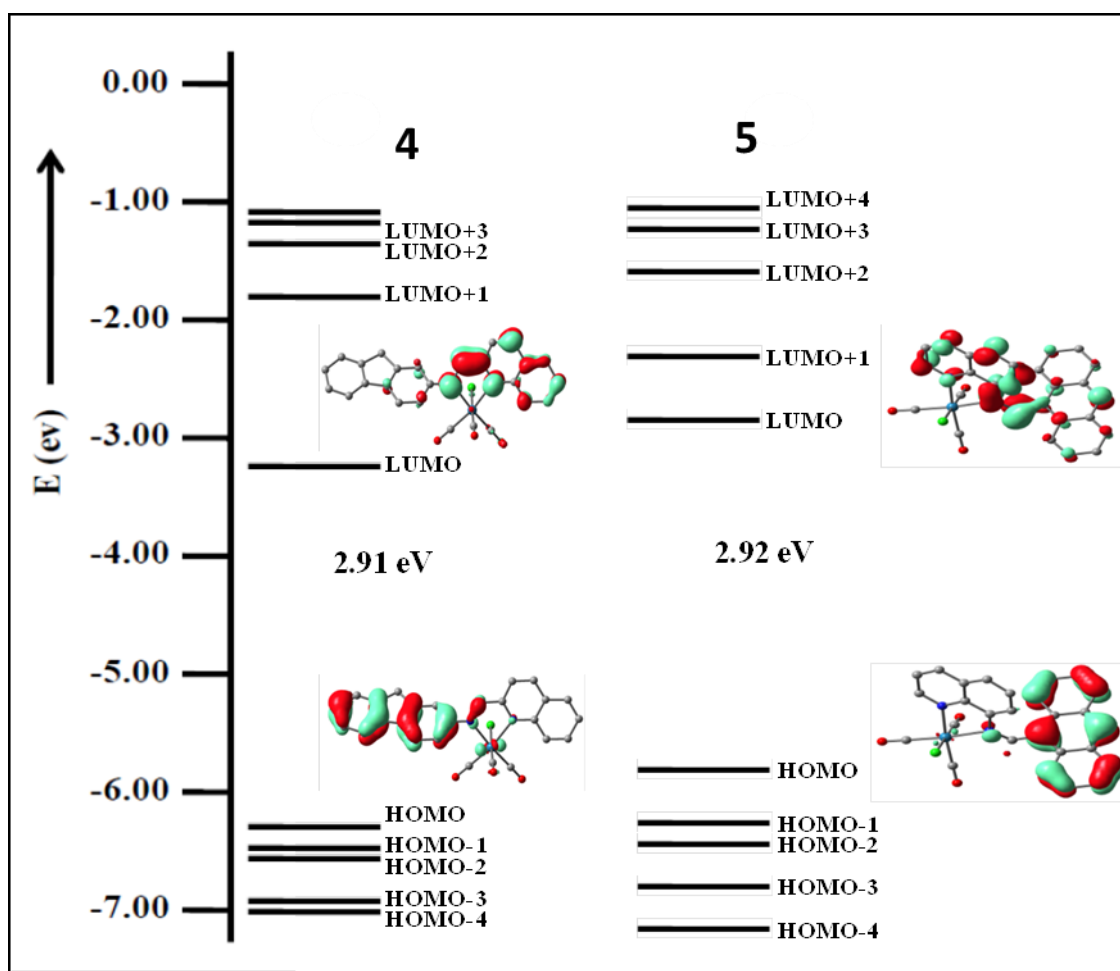 0.00
-1.00
-2.00
-3.00
-4.00
-5.00
-6.00
-7.00
E (ev)
4
LUMO+3
LUMO+2
LUMO+1
LUMO
2.91 eV
HOMO
HOMO-1
HOMO-2
HOMO-3
HOMO-4
5
LUMO+4
LUMO+3
LUMO+2
LUMO+1
LUMO
2.92 eV
HOMO
HOMO-1
HOMO-2
HOMO-3
HOMO-4